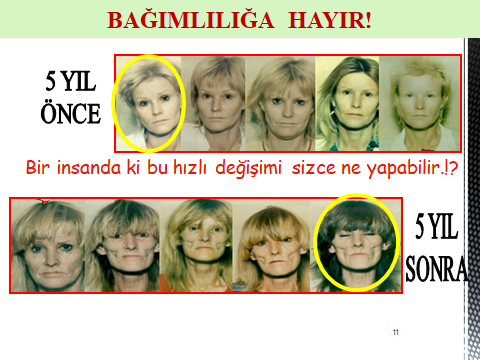 BAĞIMLILIĞA HAYIR!
5 YIL
ÖNCE
Bir insanda ki bu hızlı değişimi sizce ne yapabilir.!?
5 YIL
SONRA
11